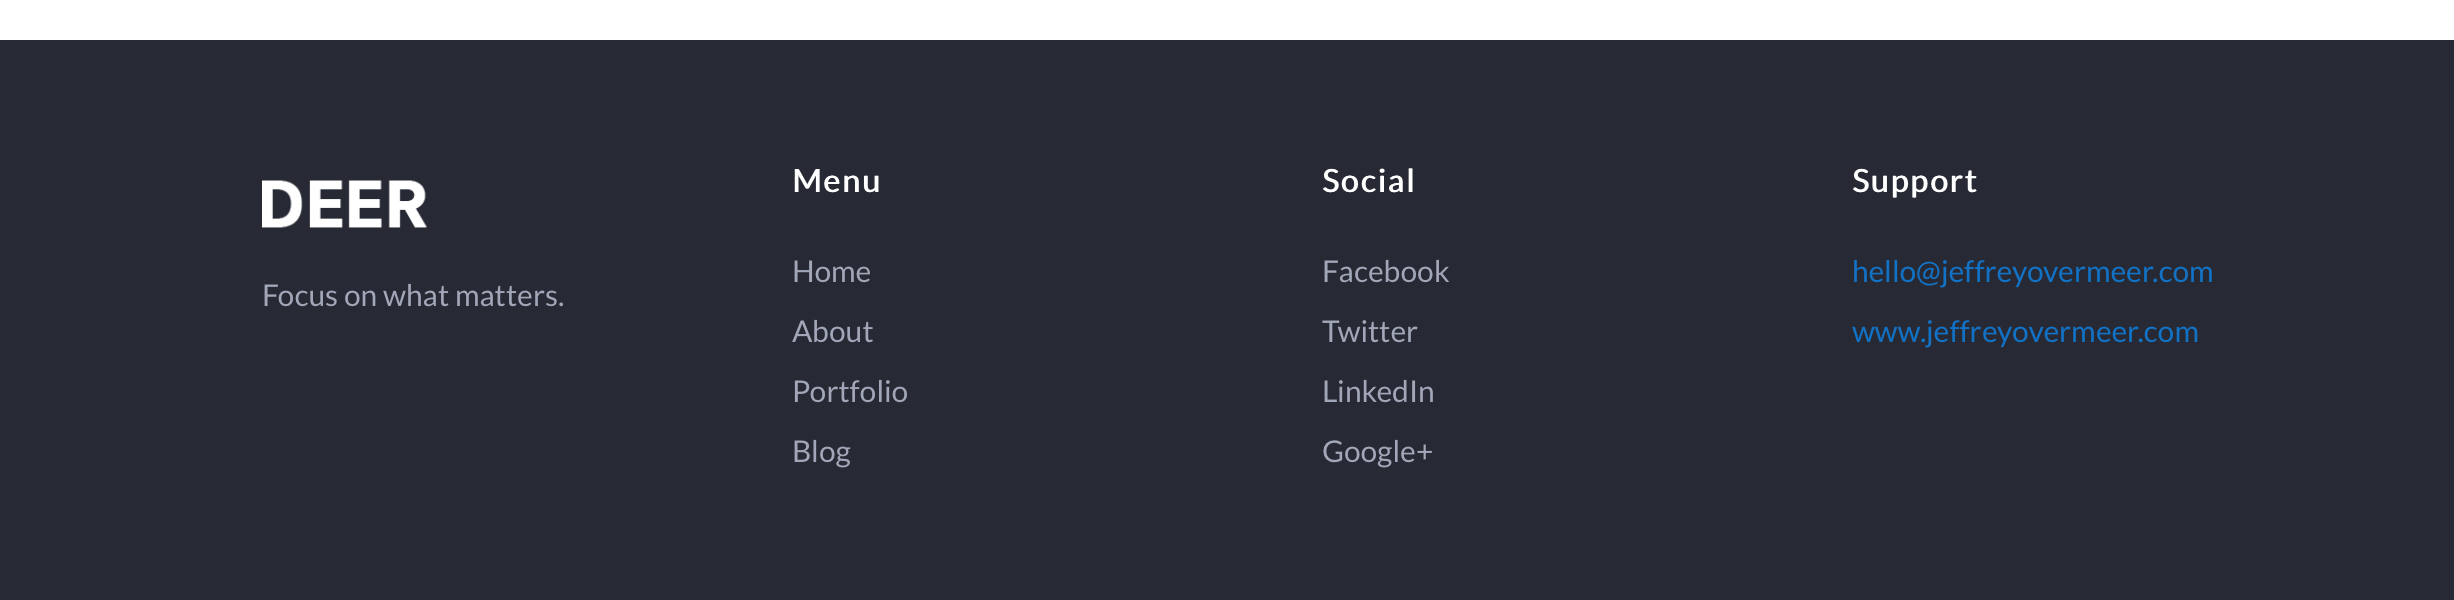 DEER
Focus on what matters.
Menu
Home
About
Portfolio
Blog
Social
Facebook
Twitter
LinkedIn
Google+
Support
hello@jeffreyovermeer.com
www.jeffreyovermeer.com